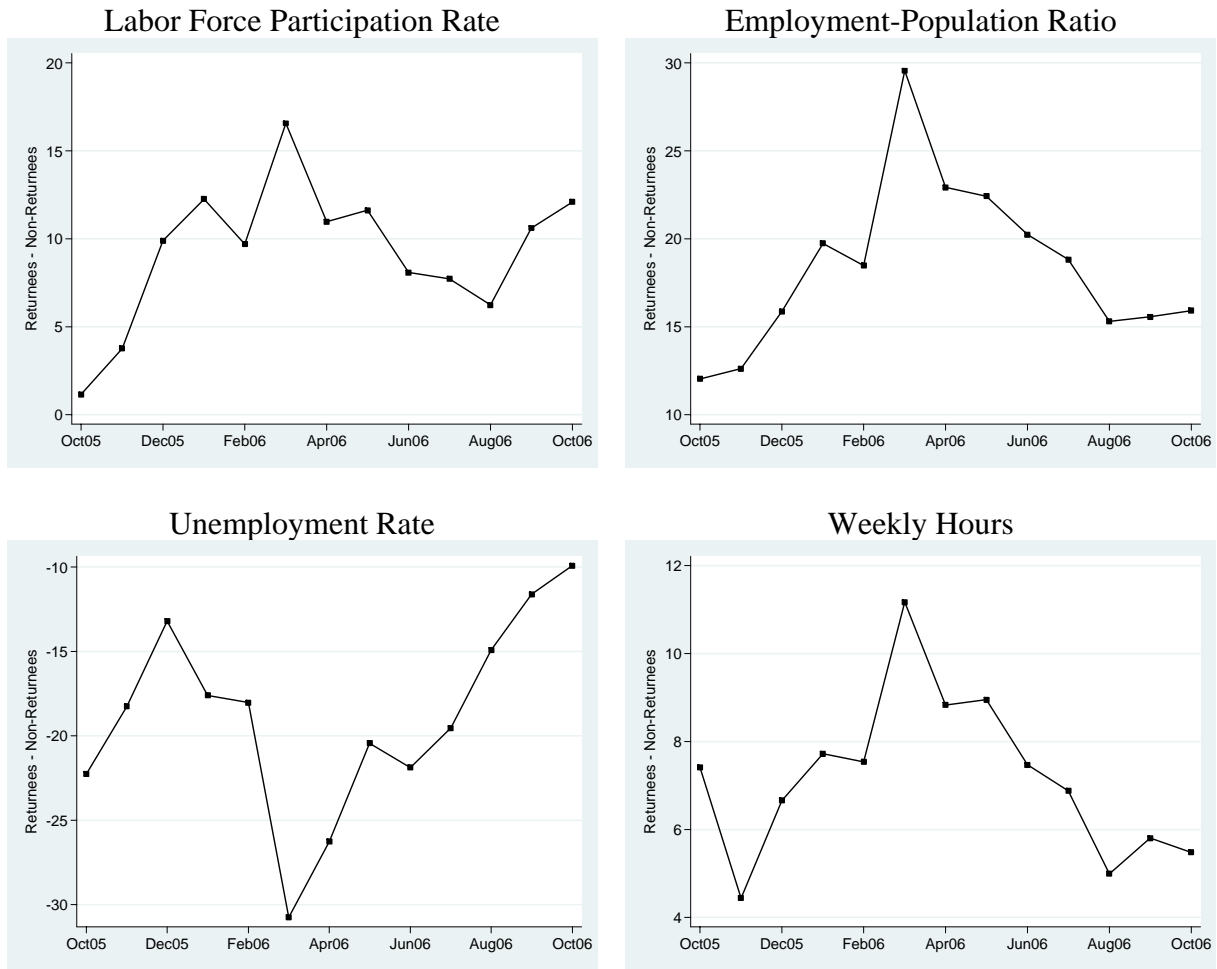 Labor Force Participation Rate
Returnees - Non-Returnees
20
15
10
5
0
Oct05 Dec05 Feb06 Apr06 Jun06 Aug06 Oct06
Employment-Population Ratio
Returnees - Non-Returnees
30
25
20
15
10
Oct05 Dec05 Feb06 Apr06 Jun06 Aug06 Oct06
Unemployment Rate
Returnees - Non-Returnees
-10
-15
-20
-25
-30
Oct05 Dec05 Feb06 Apr06 Jun06 Aug06 Oct06
Weekly Hours
Returnees - Non-Returnees
12
10
8
6
4
Oct05 Dec05 Feb06 Apr06 Jun06 Aug06 Oct06